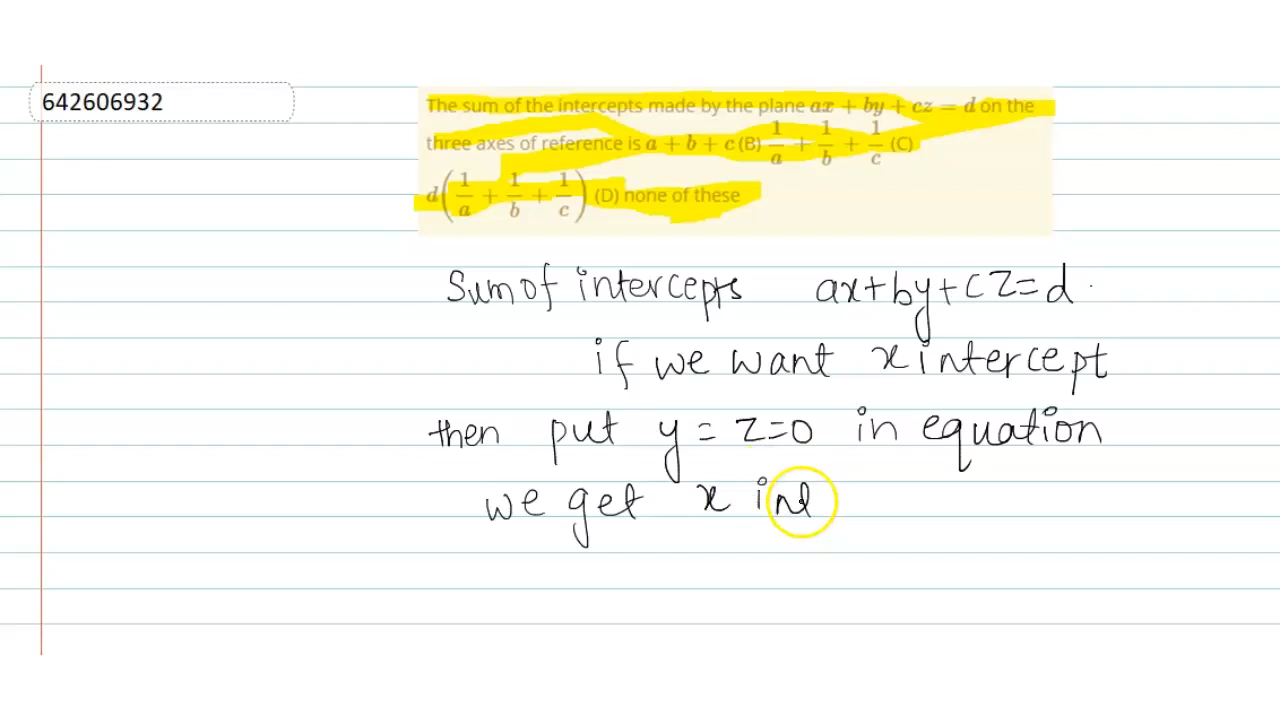 642606932
The sum of the intercepts made by the plane ax + by + cz = d on the
three axes of reference is a + b + c (B) 1/a + 1/b + 1/c (C)
d(1/a + 1/b + 1/c) (D) none of these
Sum of intercepts ax+by+cz=d.
if we want x intercept
then put y = z=0 in equation
we get x int